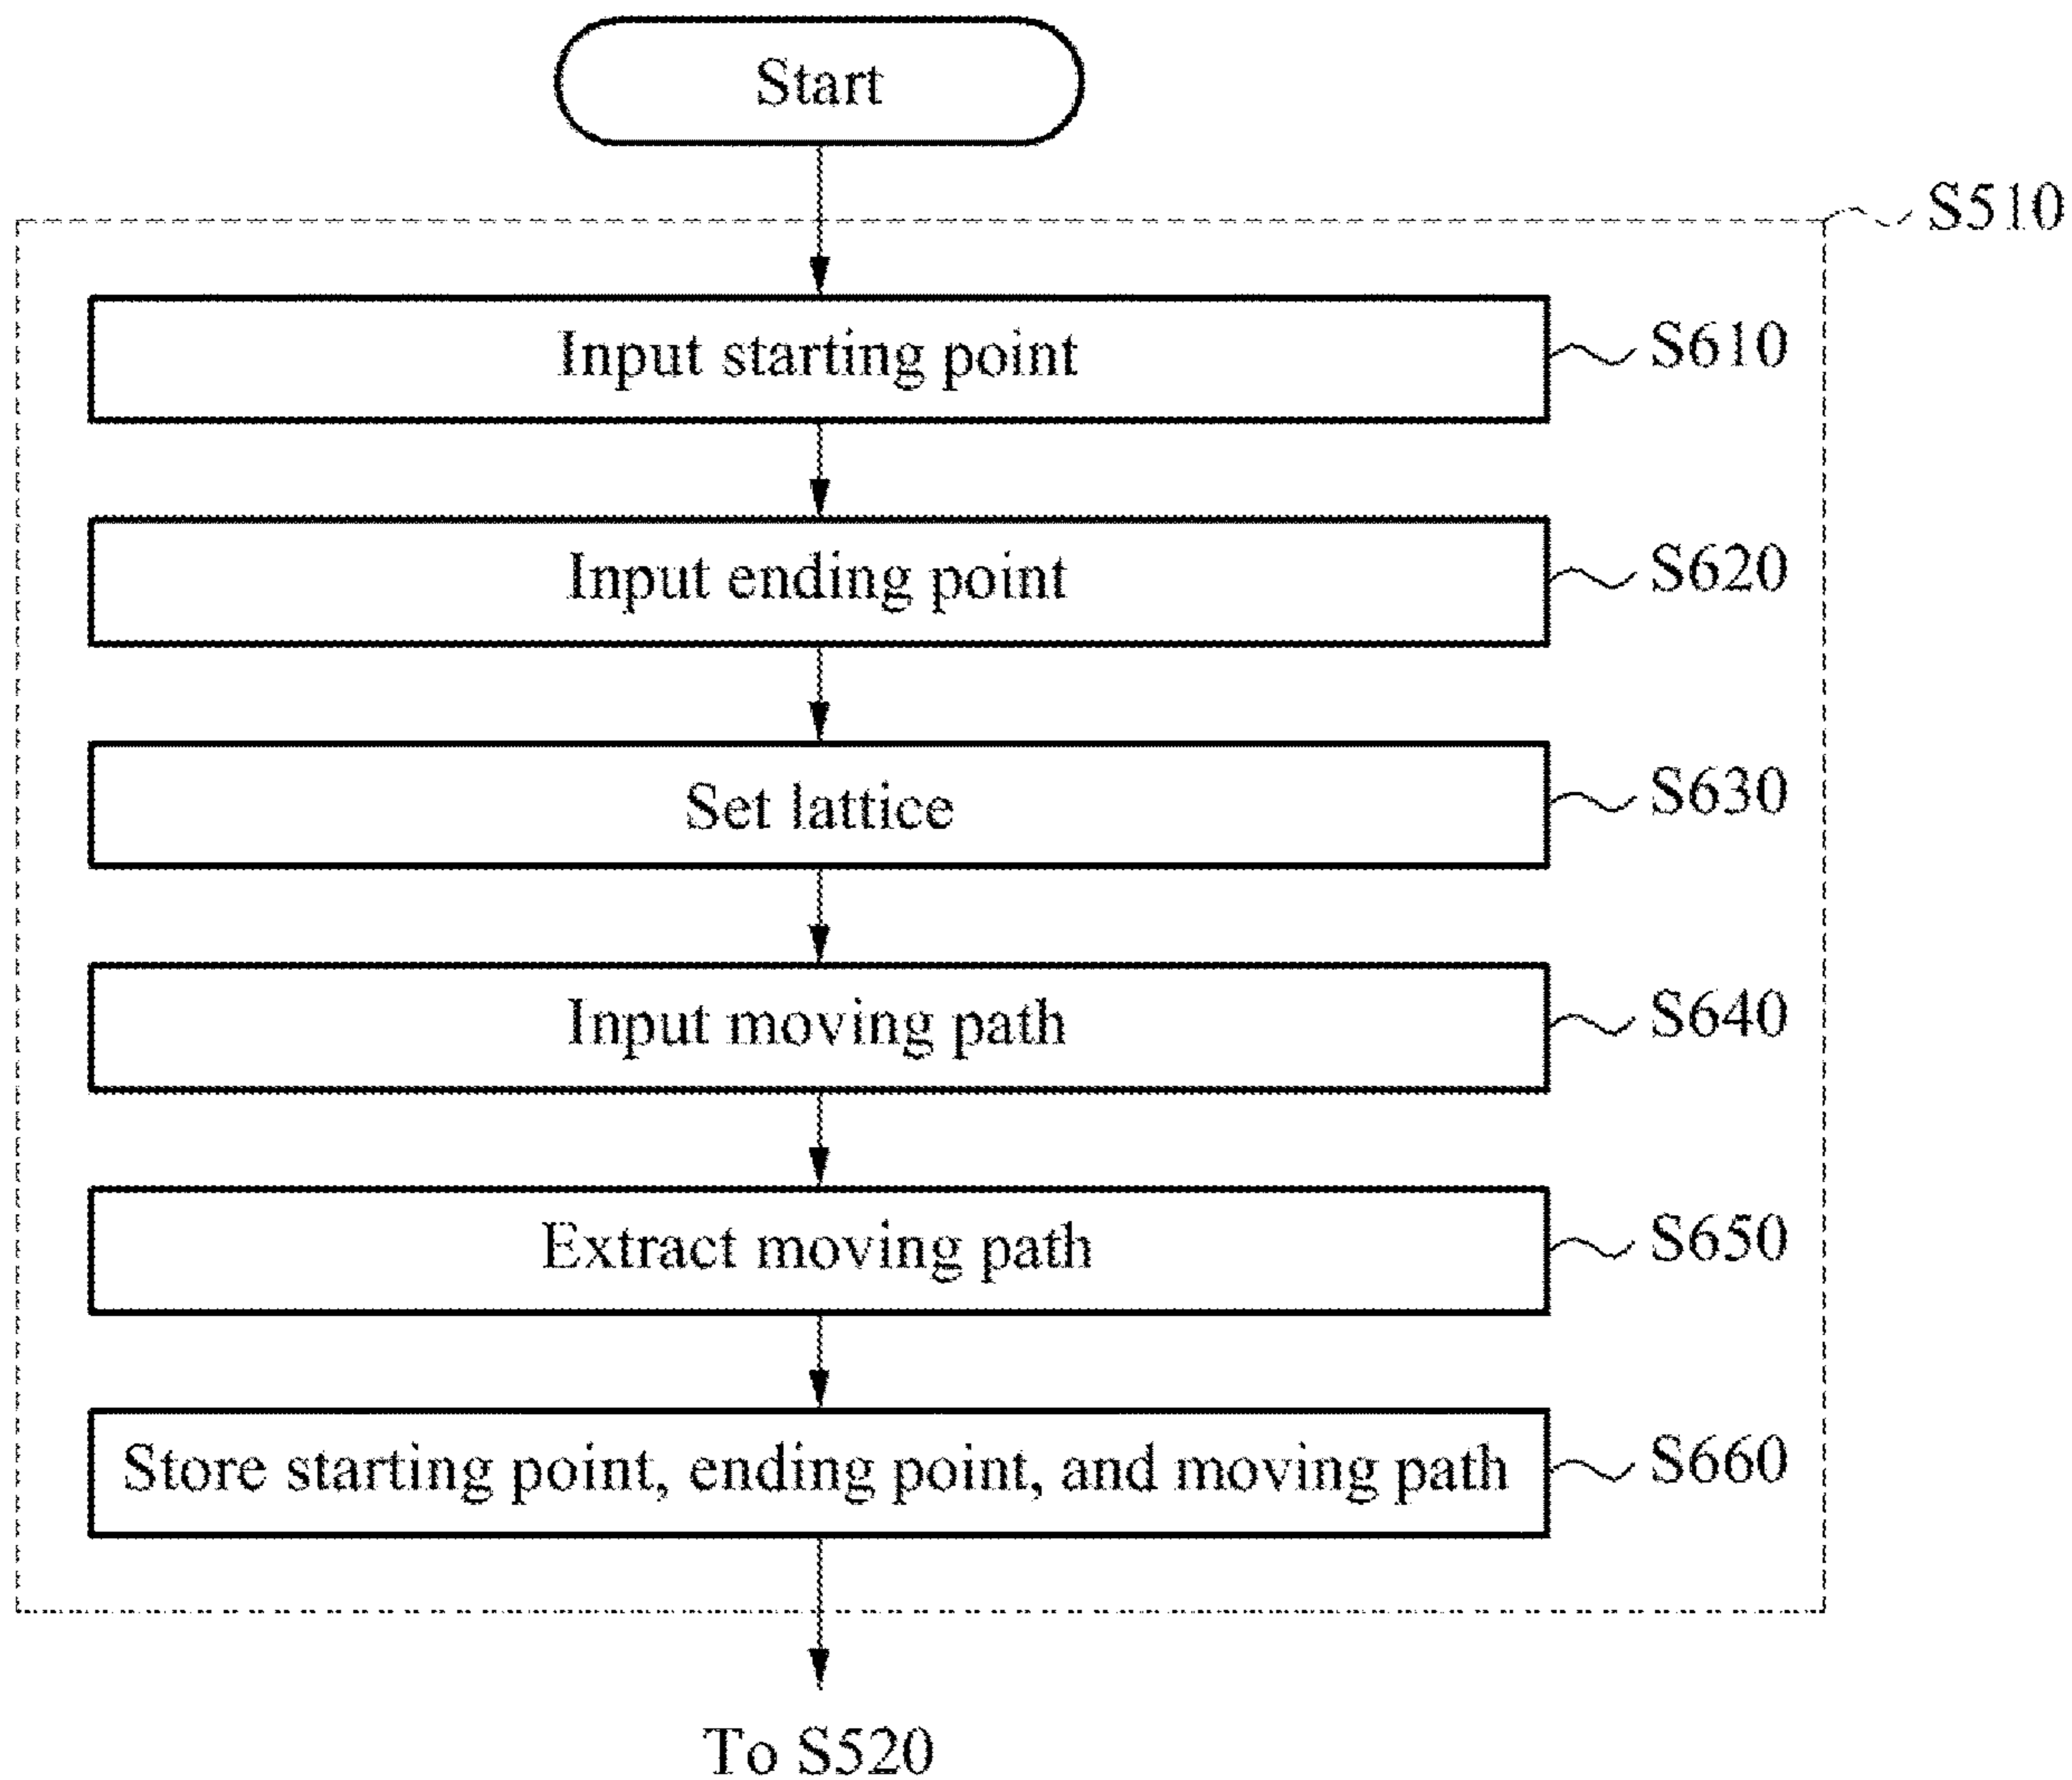 Start
S510
Input starting point
S610
Input ending point
S620
Set lattice
S630
Input moving path
S640
Extract moving path
S650
Store starting point, ending point, and moving path
S660
To S520